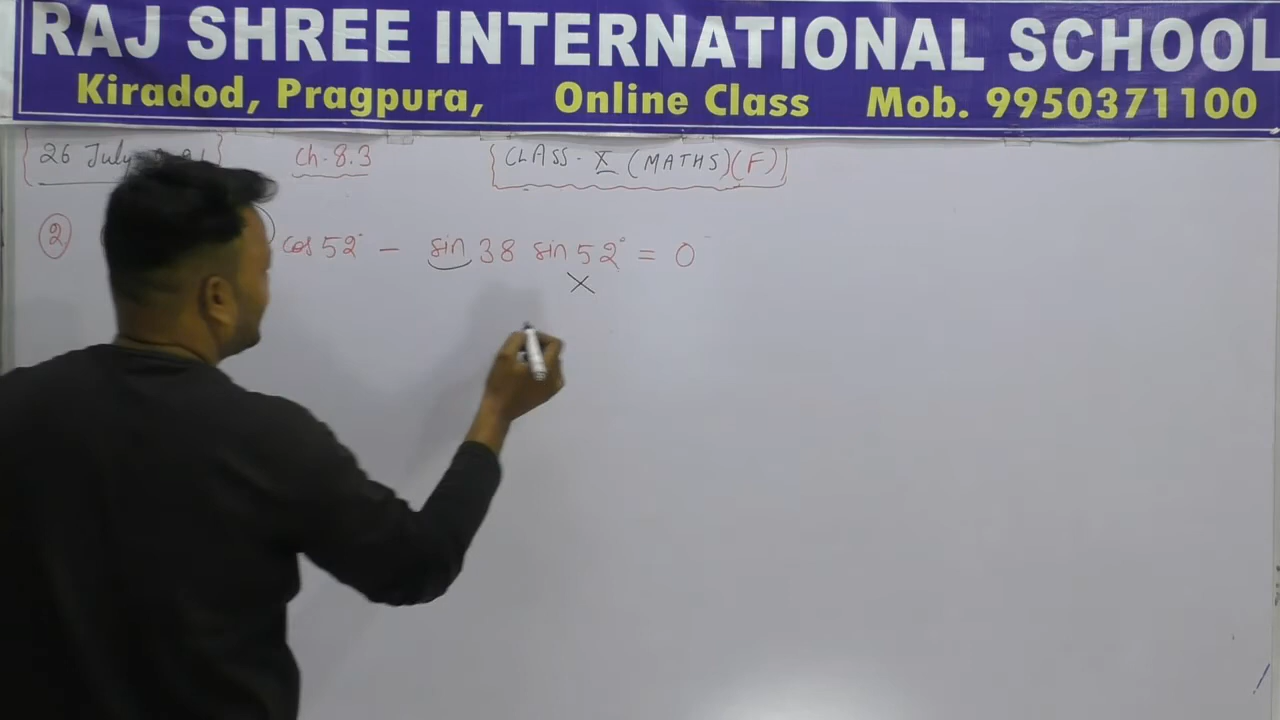 RAJ SHREE INTERNATIONAL SCHOOL
Kiradod, Pragpura, Online Class Mob. 9950371100
26 July Ch-8.3 CLASS-X (MATHS)(F)
2 cos 52° - sin 38 sin 52° = 0